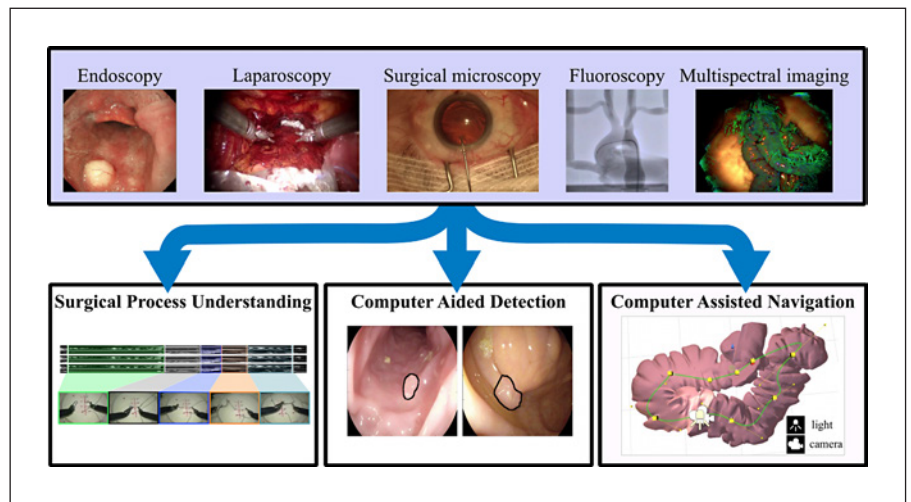 Endoscopy
Laparoscopy
Surgical microscopy
Fluoroscopy
Multispectral imaging
Surgical Process Understanding
Computer Aided Detection
Computer Assisted Navigation
light
camera